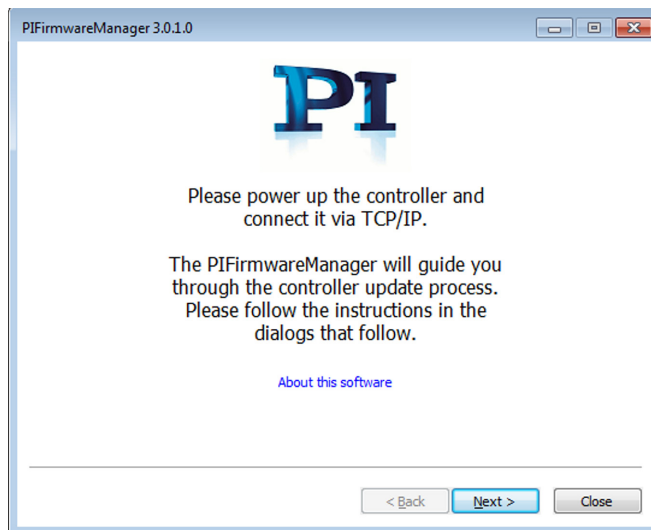 PIFirmwareManager 3.0.1.0
PI
Please power up the controller and
connect it via TCP/IP.
The PIFirmwareManager will guide you
through the controller update process.
Please follow the instructions in the
dialogs that follow.
About this software
< Back
Next >
Close